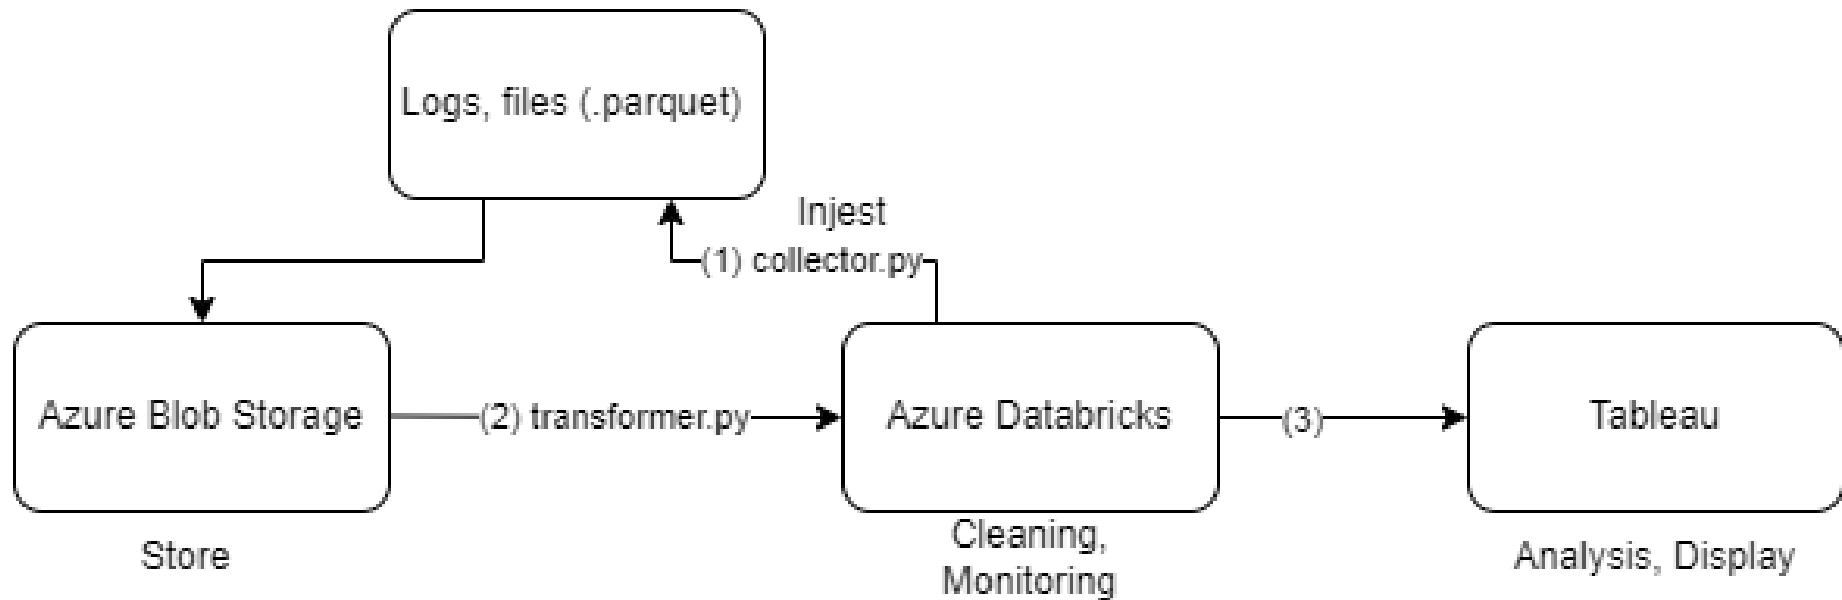 Logs, files (.parquet)
Injest
(1) collector.py
Azure Blob Storage
(2) transformer.py
Azure Databricks
(3)
Tableau
Store
Cleaning,
Monitoring
Analysis, Display